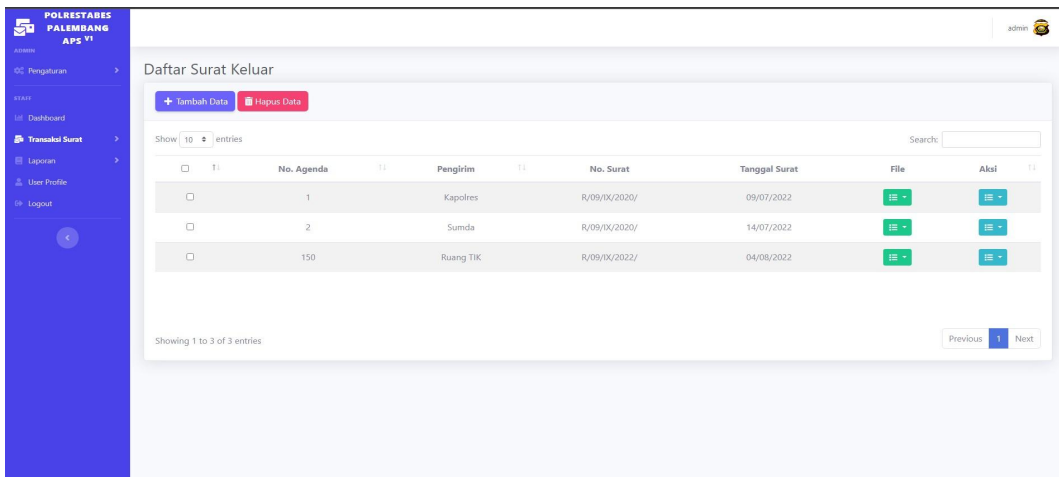 POLRESTABES
PALEMBANG
APS V1
admin
ADMIN
Pengaturan
Daftar Surat Keluar
STAFF
Tambah Data Hapus Data
Dashboard
Transaksi Surat
Show 10 entries Search:
Laporan
No. Agenda Pengirim No. Surat Tanggal Surat File Aksi
User Profile
1 Kapolres R/09/IX/2020/ 09/07/2022
Logout
2 Sumda R/09/IX/2020/ 14/07/2022
150 Ruang TIK R/09/IX/2022/ 04/08/2022
Showing 1 to 3 of 3 entries Previous 1 Next